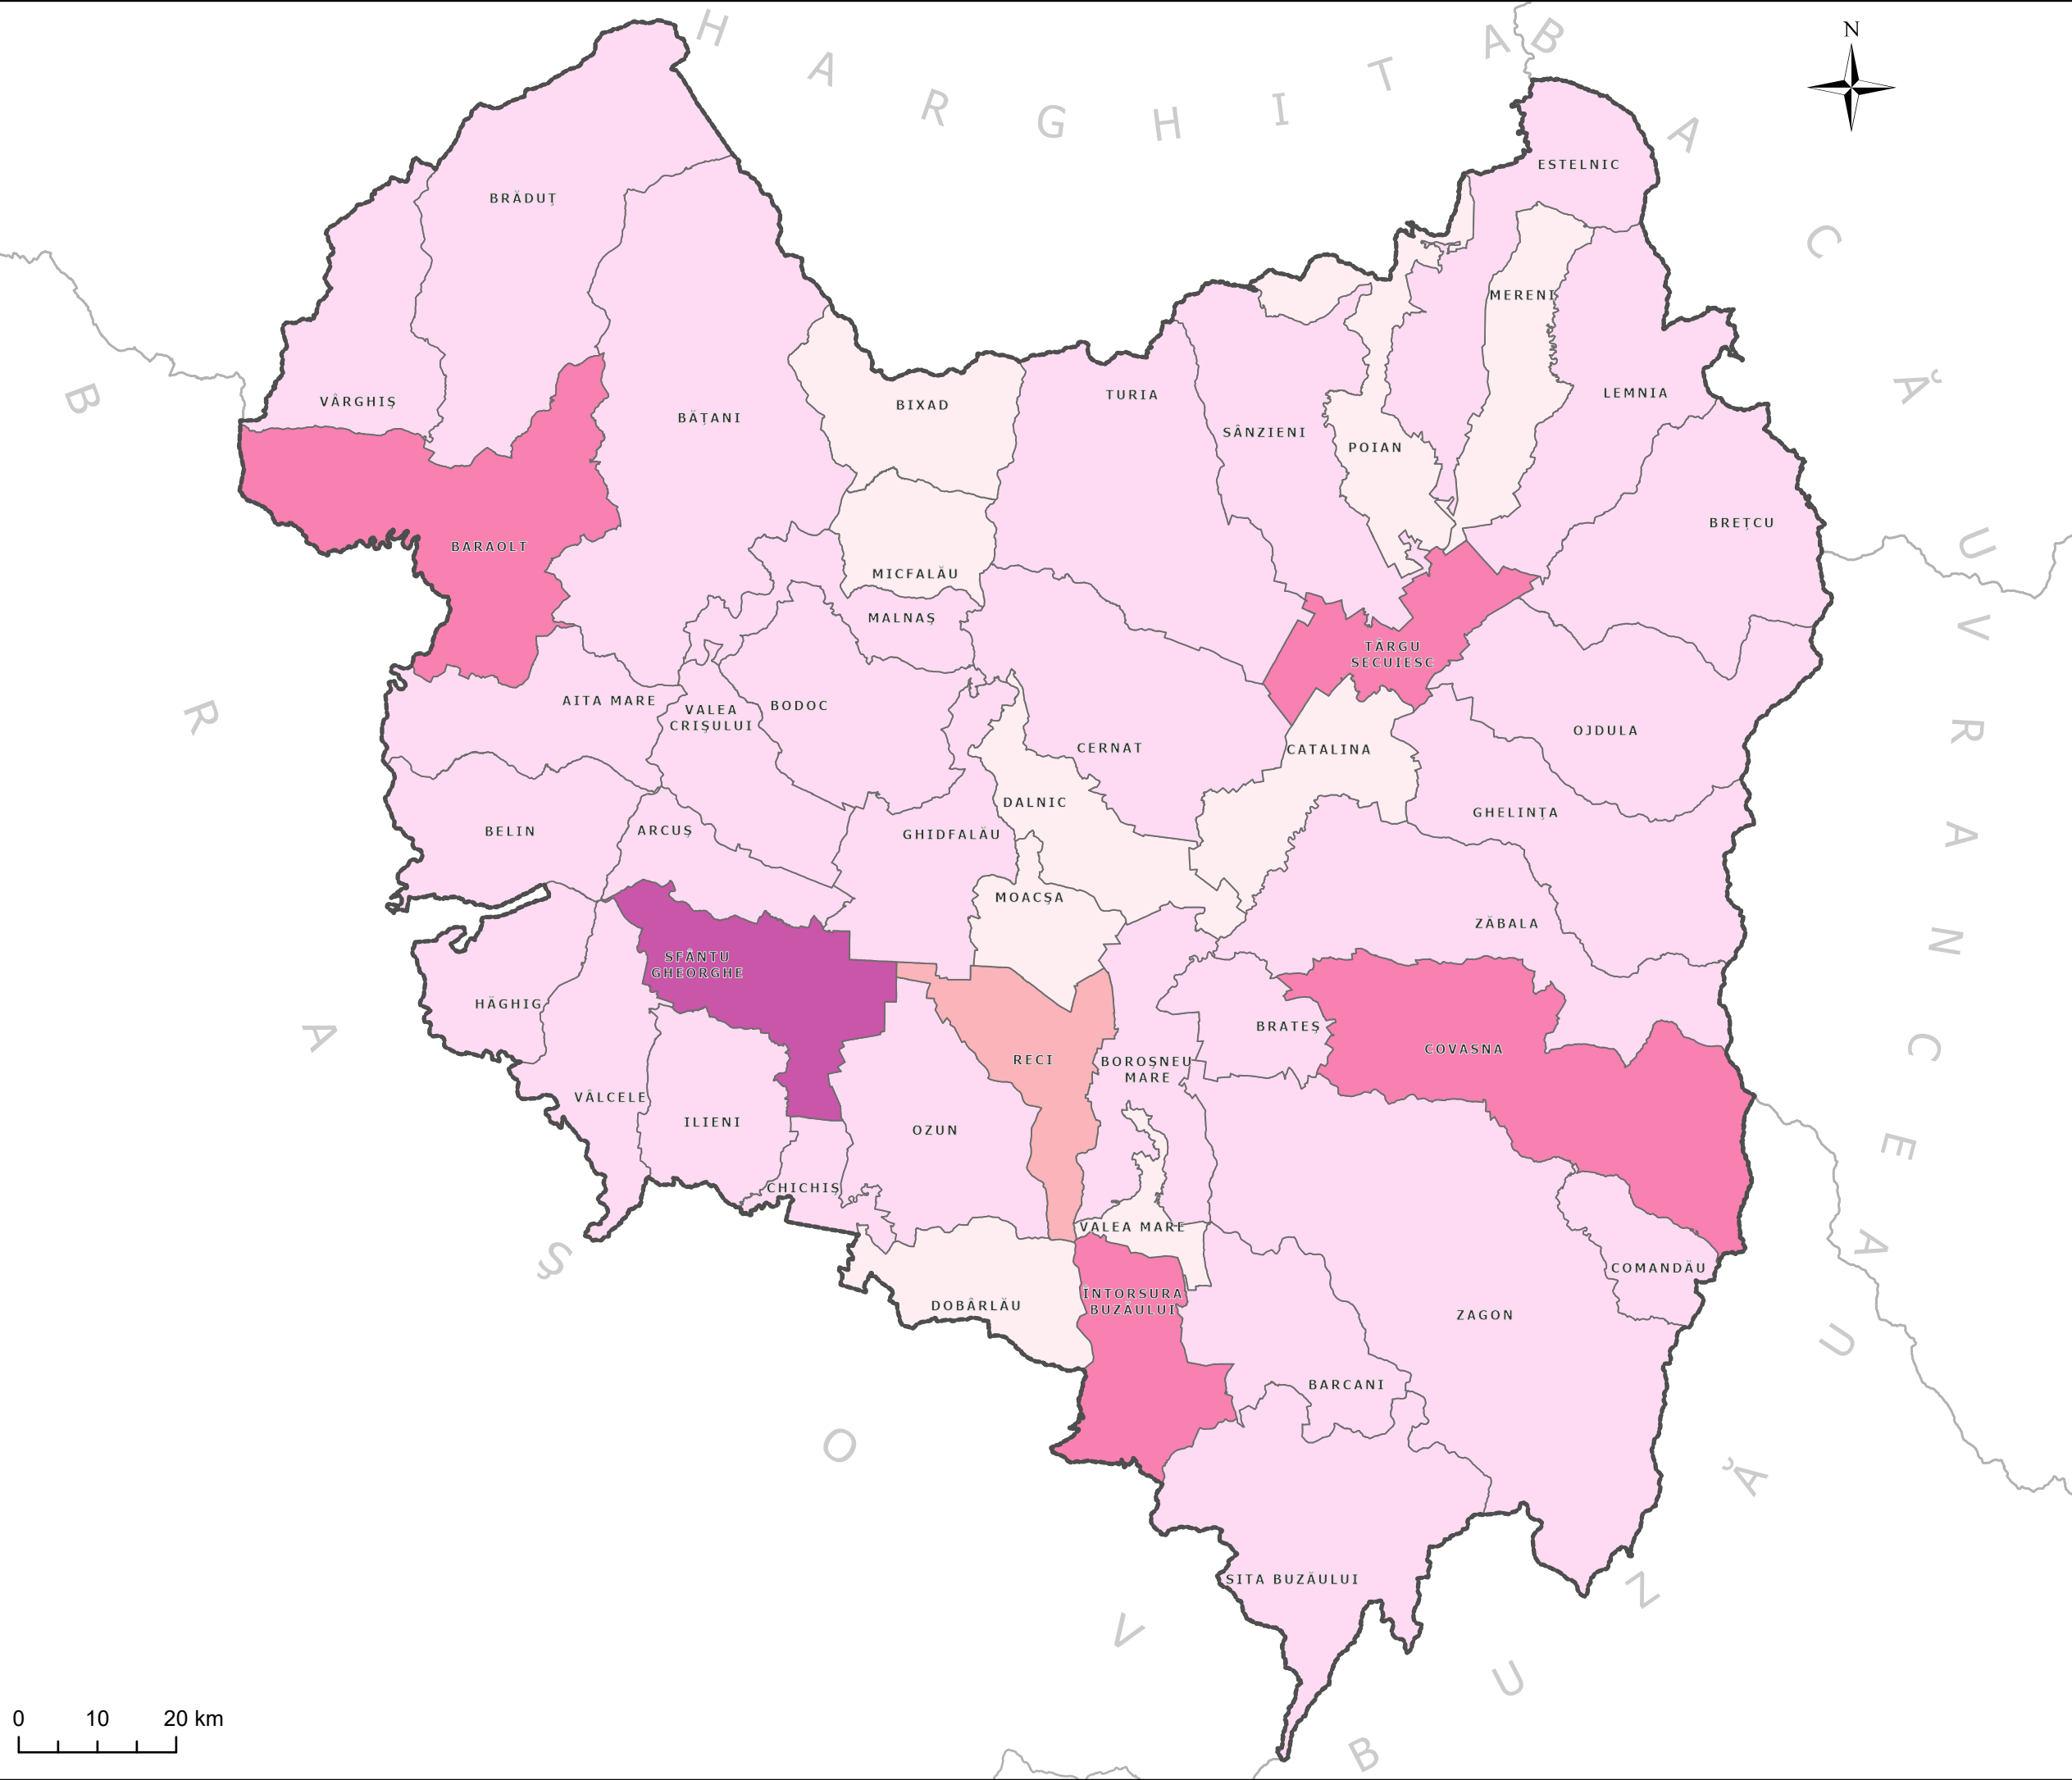 HARGHITA
BACĂU
N
ESTELNIC
BRĂDUȚ
MERENI
VÂRGHIȘ
BĂȚANI
BIXAD
TURIA
LEMNIA
SÂNZIENI
POIAN
BREȚCU
BARAOLT
MICFALĂU
MALNAȘ
TÂRGU
SECUIESC
AITA MARE
VALEA
CRIȘULUI
BODOC
CERNAT
CATALINA
OJDULA
DALNIC
GHELINȚA
BELIN
ARCUȘ
GHIDFALĂU
MOACȘA
ZĂBALA
SFÂNTU
GHEORGHE
HĂGHIG
BRATEȘ
COVASNA
RECI
BOROȘNEU
MARE
VÂLCELE
ILIENI
OZUN
CHICHIȘ
VALEA MARE
COMANDĂU
DOBÂRLĂU
ÎNTORSURA
BUZĂULUI
ZAGON
BARCANI
SITA BUZĂULUI
BRAȘOV
VRANCEA
BUZĂU
0 10 20 km